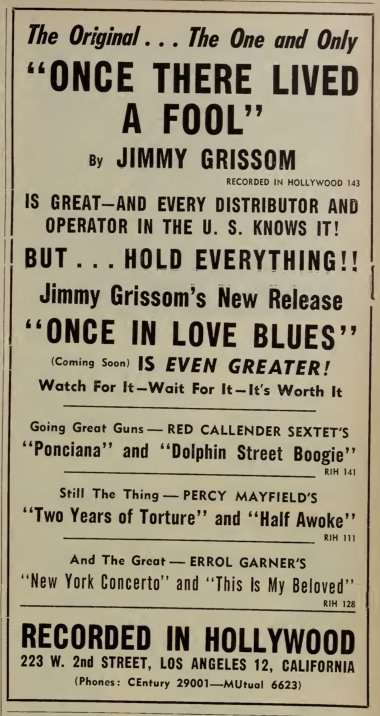 The Original... The One and Only
"ONCE THERE LIVED
A FOOL"
By JIMMY GRISSOM
RECORDED IN HOLLYWOOD 143
IS GREAT—AND EVERY DISTRIBUTOR AND
OPERATOR IN THE U. S. KNOWS IT!
BUT... HOLD EVERYTHING!!
Jimmy Grissom's New Release
"ONCE IN LOVE BLUES"
(Coming Soon) IS EVEN GREATER!
Watch For It—Wait For It—It's Worth It
Going Great Guns — RED CALLENDER SEXTET'S
"Ponciana" and "Dolphin Street Boogie"
RIH 141
Still The Thing — PERCY MAYFIELD'S
"Two Years of Torture" and "Half Awoke"
RIH 111
And The Great — ERROL GARNER'S
"New York Concerto" and "This Is My Beloved"
RIH 128
RECORDED IN HOLLYWOOD
223 W. 2nd STREET, LOS ANGELES 12, CALIFORNIA
(Phones: CEntury 29001—MUtual 6623)